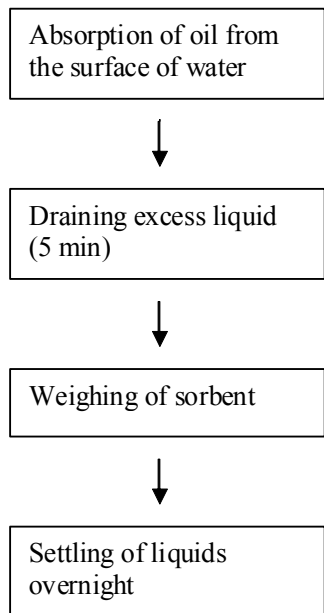 Absorption of oil from
the surface of water
Draining excess liquid
(5 min)
Weighing of sorbent
Settling of liquids
overnight